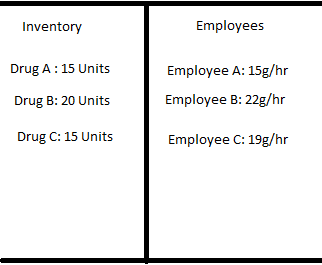 Inventory
Drug A : 15 Units
Drug B: 20 Units
Drug C: 15 Units
Employees
Employee A: 15g/hr
Employee B: 22g/hr
Employee C: 19g/hr